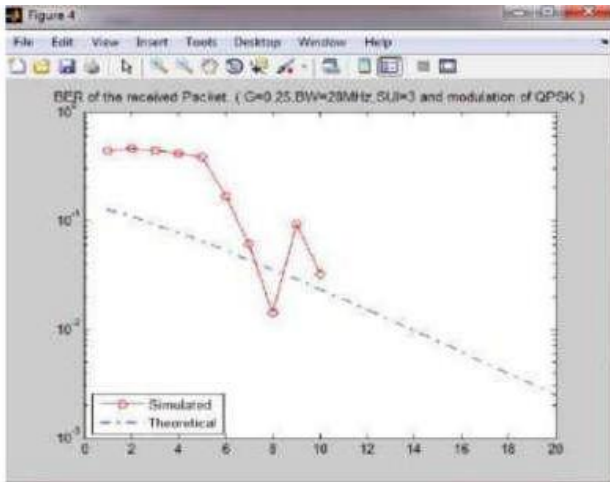 Figure 4
File Edit View Insert Tools Desktop Window Help
BER of the received Packet. ( G=0.25,BW=28MHz,SUI=3 and modulation of QPSK )
10^0
10^-1
10^-2
10^-3
Simulated
Theoretical
0 2 4 6 8 10 12 14 16 18 20